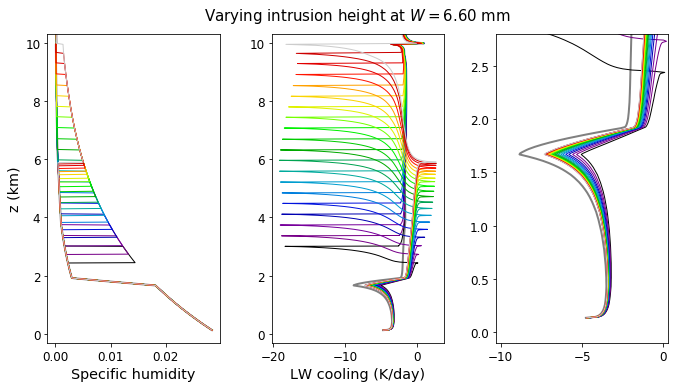 Varying intrusion height at W = 6.60 mm
z (km)
10
8
6
4
2
0
0.00 0.01 0.02
Specific humidity
10
8
6
4
2
0
−20 −10 0
LW cooling (K/day)
2.5
2.0
1.5
1.0
0.5
0.0
−10 −5 0